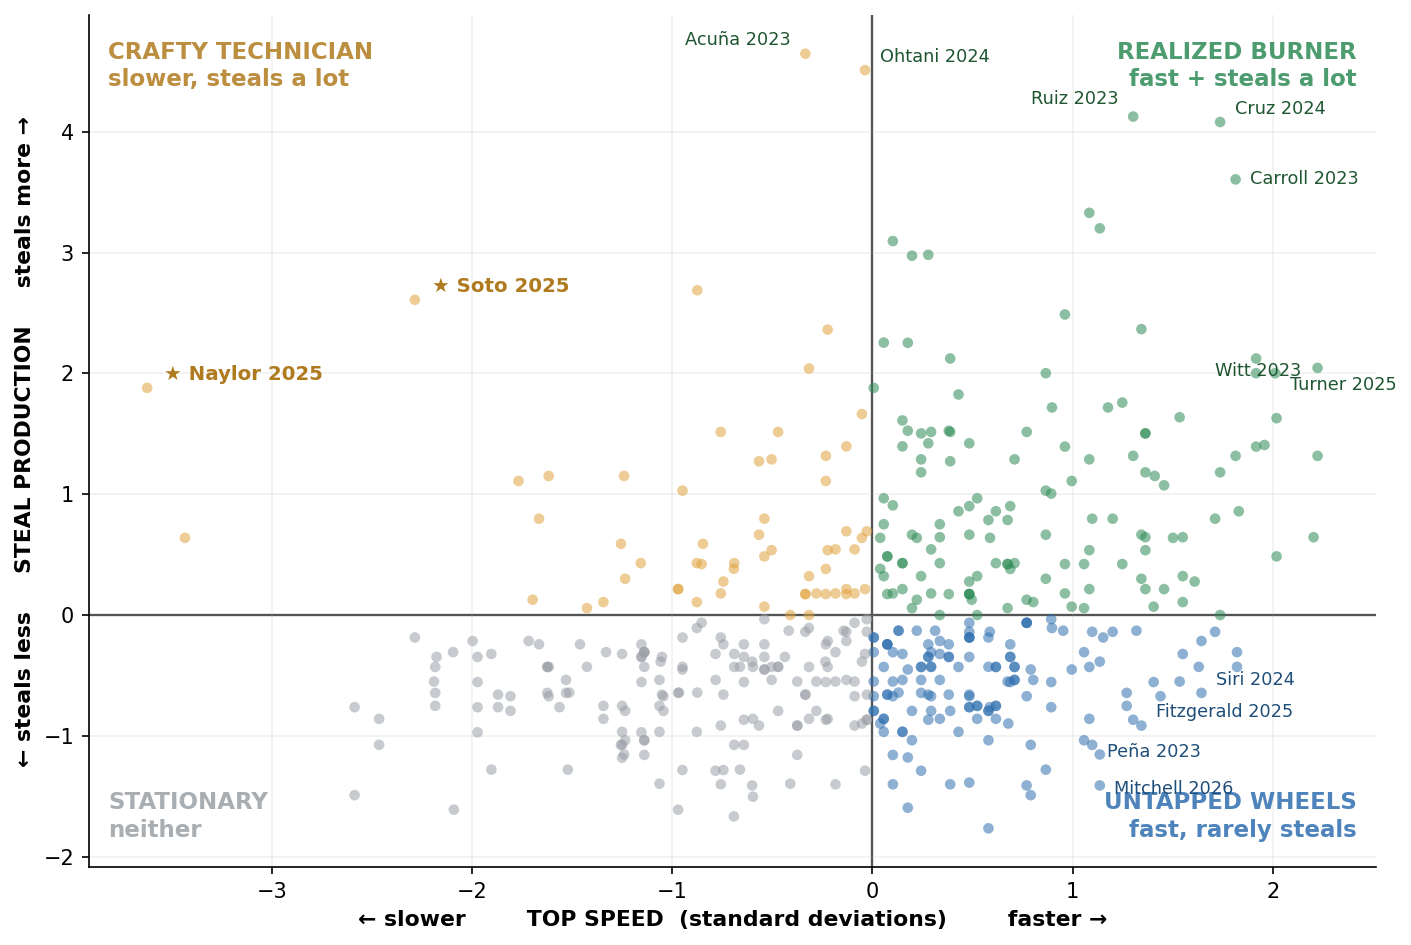 CRAFTY TECHNICIAN
slower, steals a lot
REALIZED BURNER
fast + steals a lot
Acuña 2023
Ohtani 2024
Ruiz 2023
Cruz 2024
Carroll 2023
★ Soto 2025
★ Naylor 2025
Witt 2023
Turner 2025
Siri 2024
Fitzgerald 2025
Peña 2023
Mitchell 2026
STATIONARY
neither
UNTAPPED WHEELS
fast, rarely steals
4
3
2
1
0
−1
−2
−3
−2
−1
0
1
2
← steals less STEAL PRODUCTION steals more →
← slower TOP SPEED (standard deviations) faster →